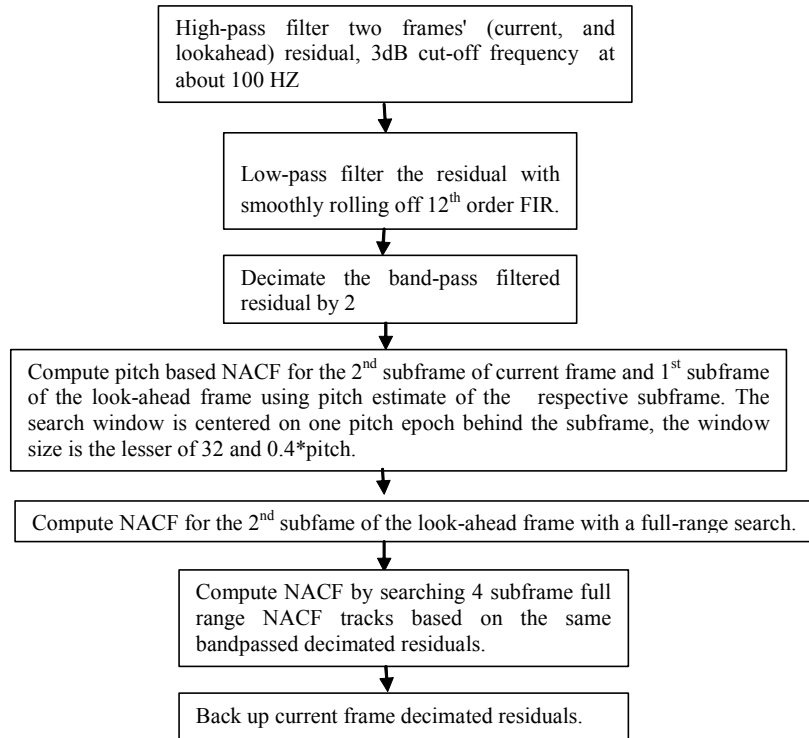 High-pass filter two frames' (current, and
lookahead) residual, 3dB cut-off frequency at
about 100 HZ
Low-pass filter the residual with
smoothly rolling off 12th order FIR.
Decimate the band-pass filtered
residual by 2
Compute pitch based NACF for the 2nd subframe of current frame and 1st subframe
of the look-ahead frame using pitch estimate of the respective subframe. The
search window is centered on one pitch epoch behind the subframe, the window
size is the lesser of 32 and 0.4*pitch.
Compute NACF for the 2nd subfame of the look-ahead frame with a full-range search.
Compute NACF by searching 4 subframe full
range NACF tracks based on the same
bandpassed decimated residuals.
Back up current frame decimated residuals.